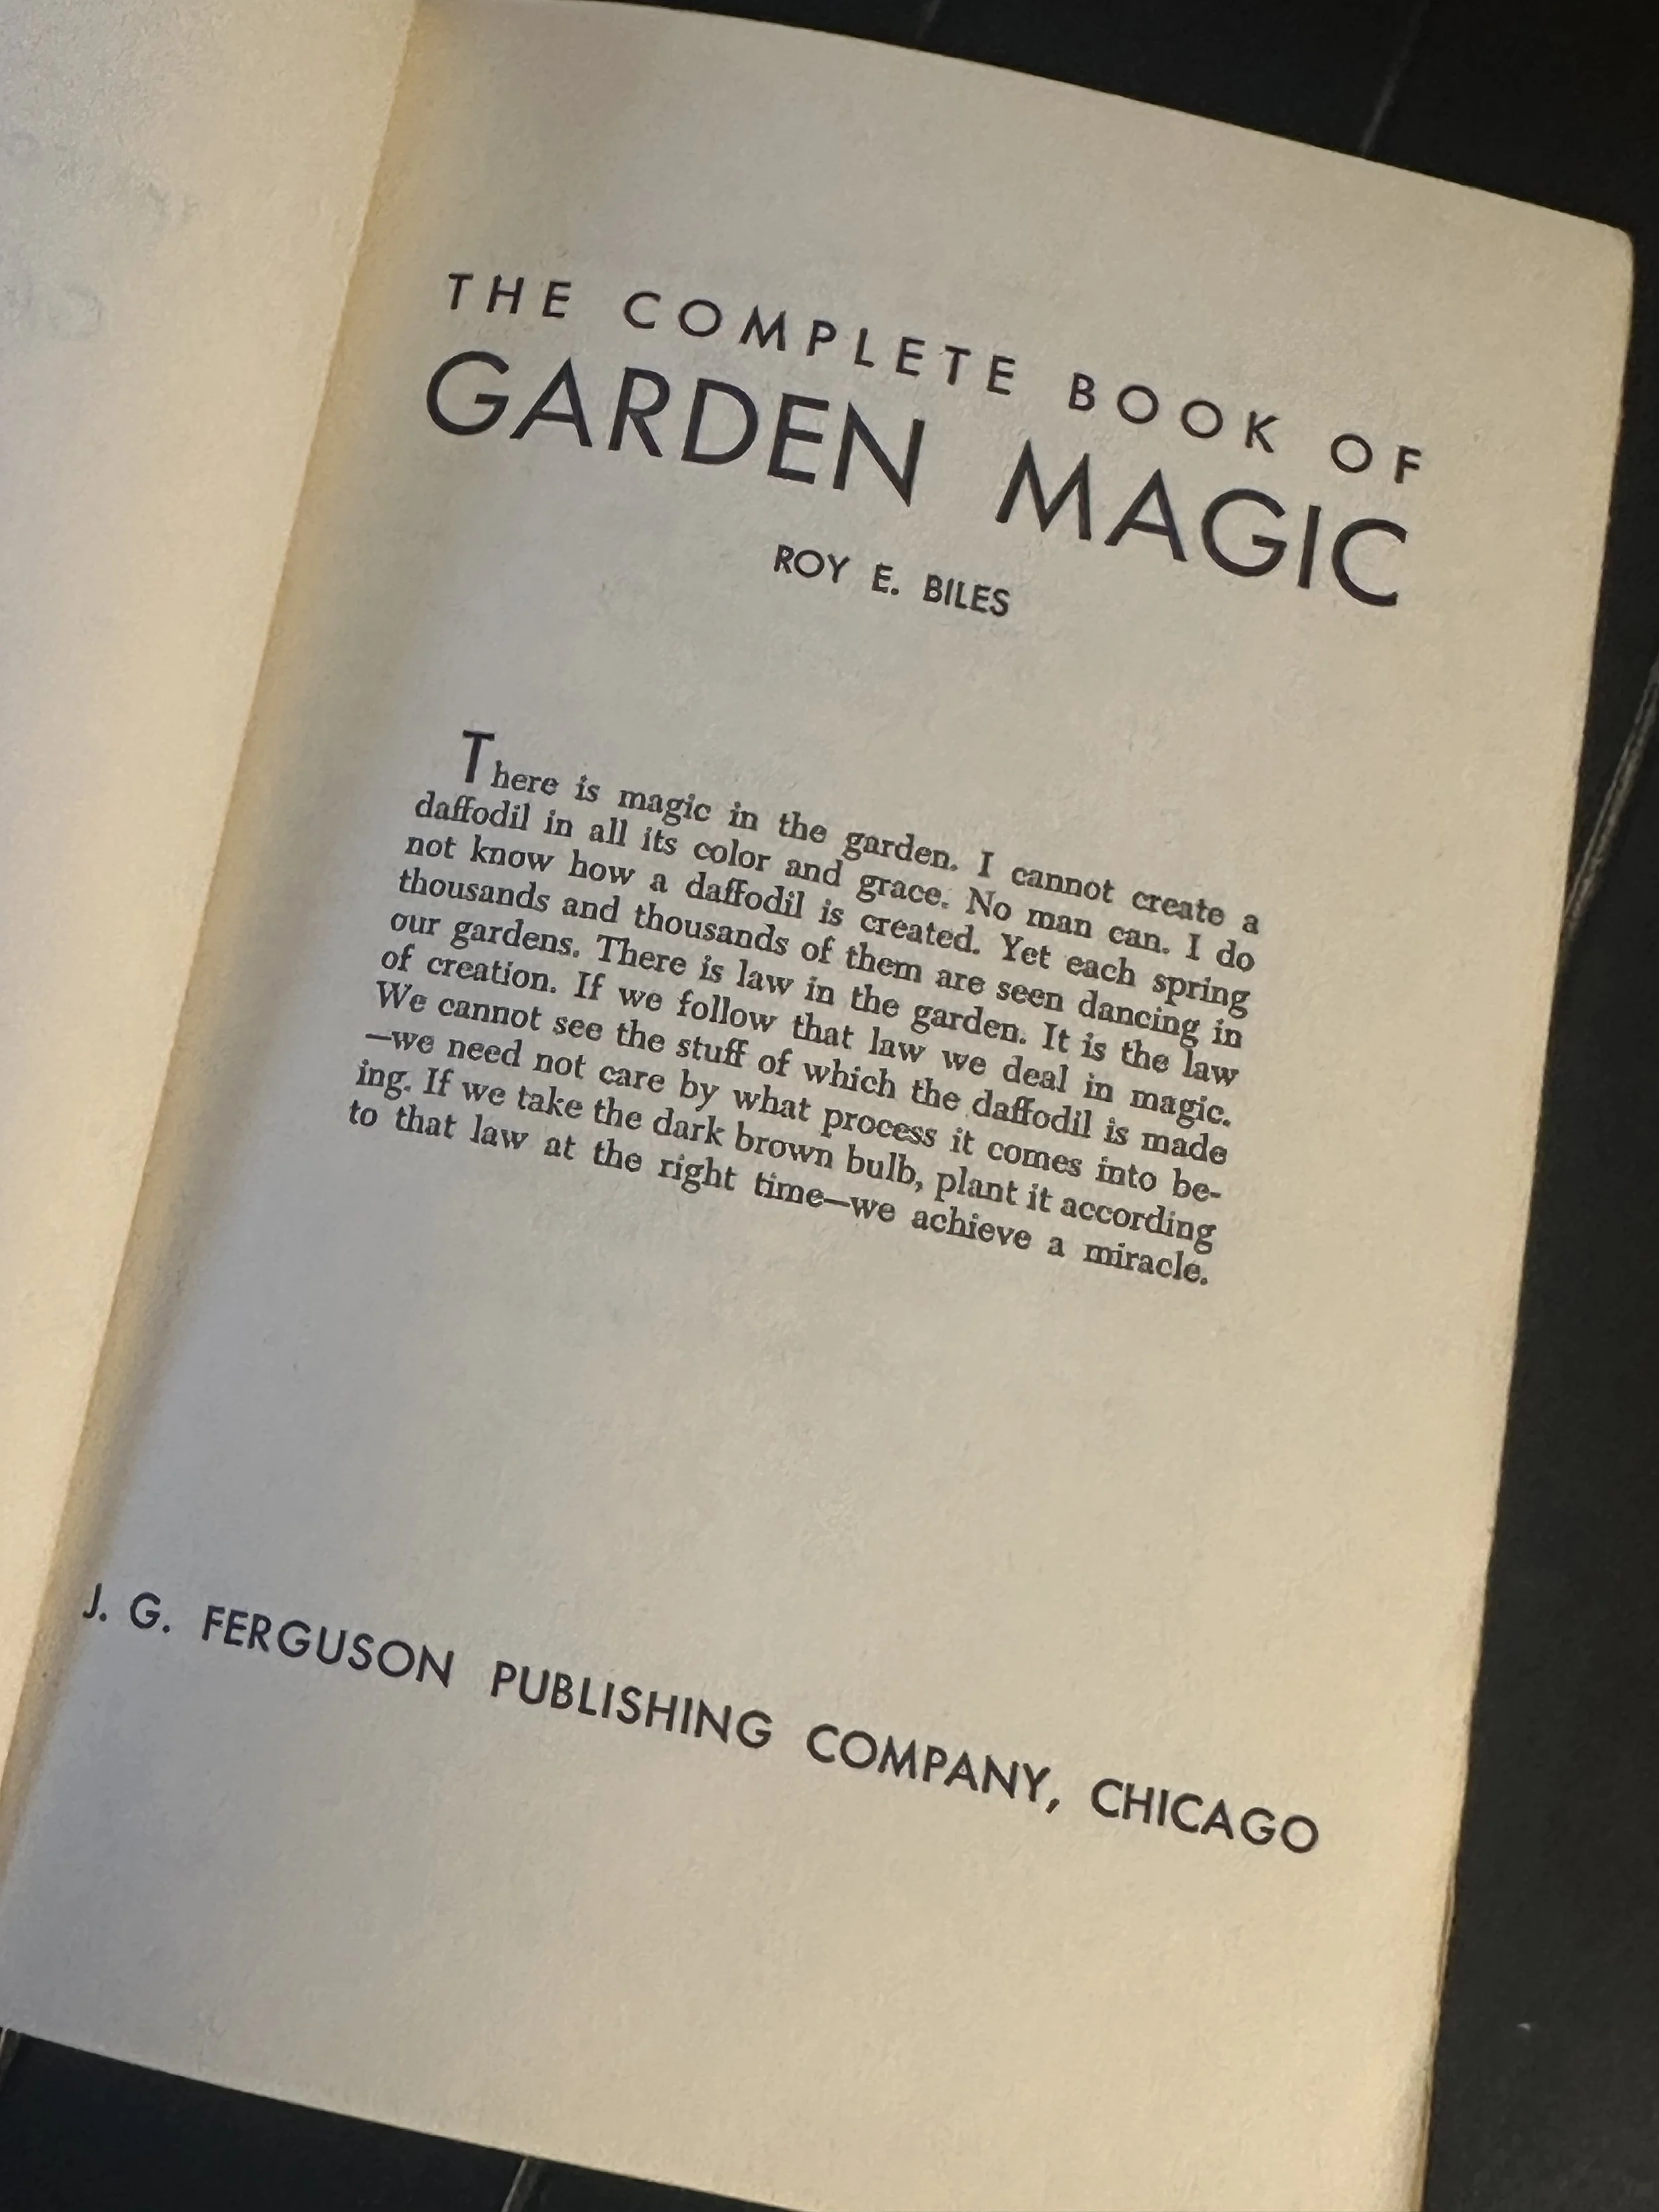 THE COMPLETE BOOK OF
GARDEN MAGIC
ROY E. BILES
There is magic in the garden. I cannot create a
daffodil in all its color and grace. No man can. I do
not know how a daffodil is created. Yet each spring
thousands and thousands of them are seen dancing in
our gardens. There is law in the garden. It is the law
of creation. If we follow that law we deal in magic.
We cannot see the stuff of which the daffodil is made
—we need not care by what process it comes into be-
ing. If we take the dark brown bulb, plant it according
to that law at the right time—we achieve a miracle.
J. G. FERGUSON PUBLISHING COMPANY, CHICAGO